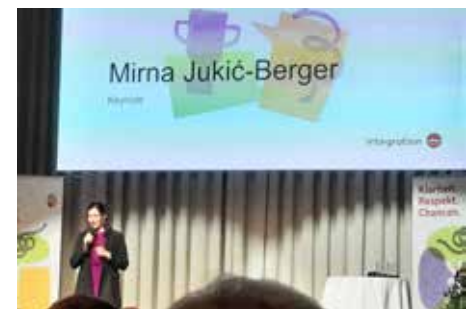 Mirna Jukić-Berger
Keynote
integration
Klarheit.
Respekt.
Chancen.